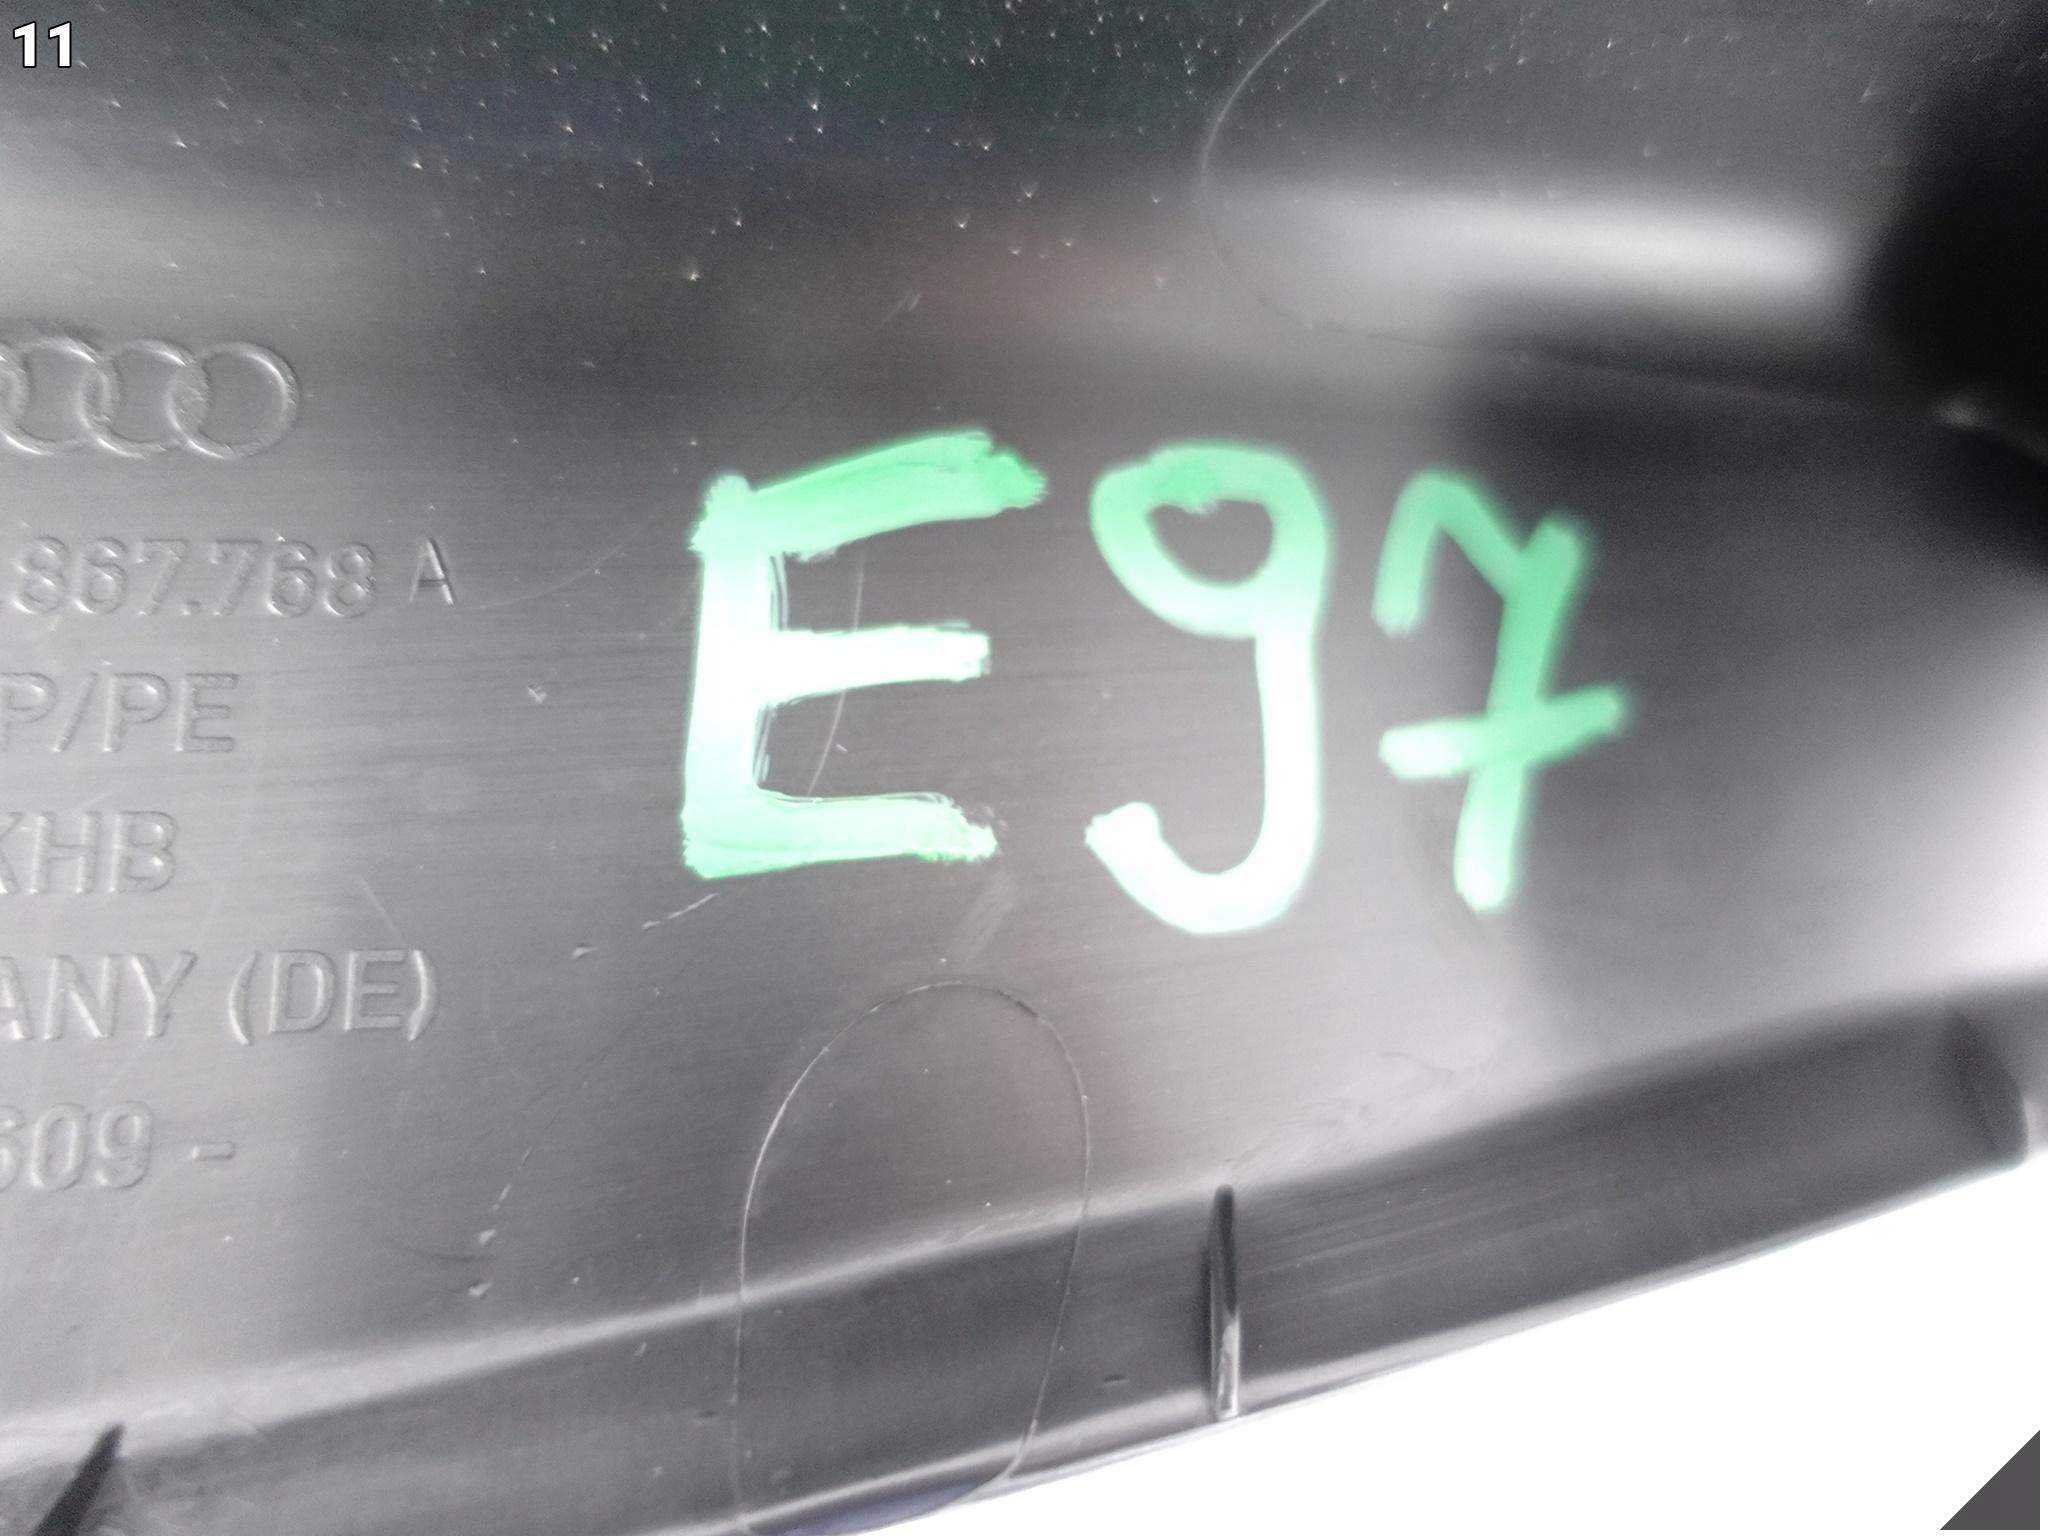 11
E97
.867.768 A
P/PE
KHB
ANY (DE)
609 -